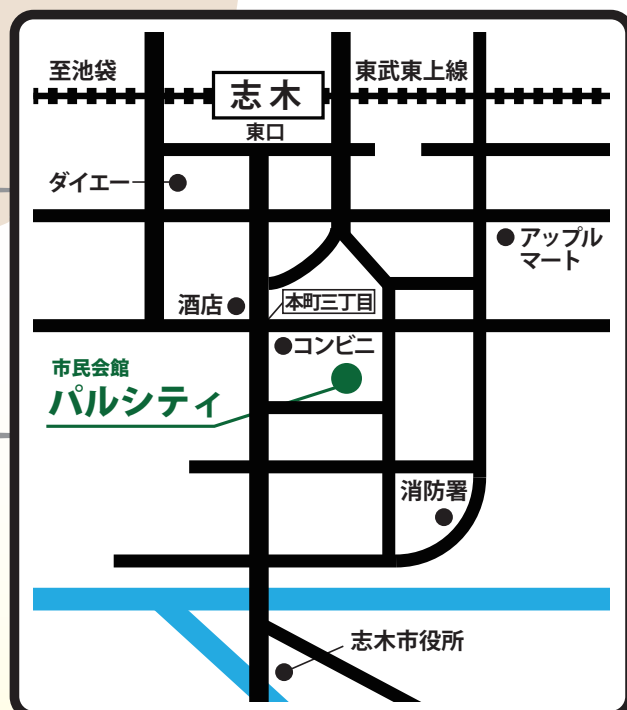 至池袋
志木
東武東上線
東口
ダイエー
アップル
マート
酒店
本町三丁目
コンビニ
市民会館
パルシティ
消防署
志木市役所